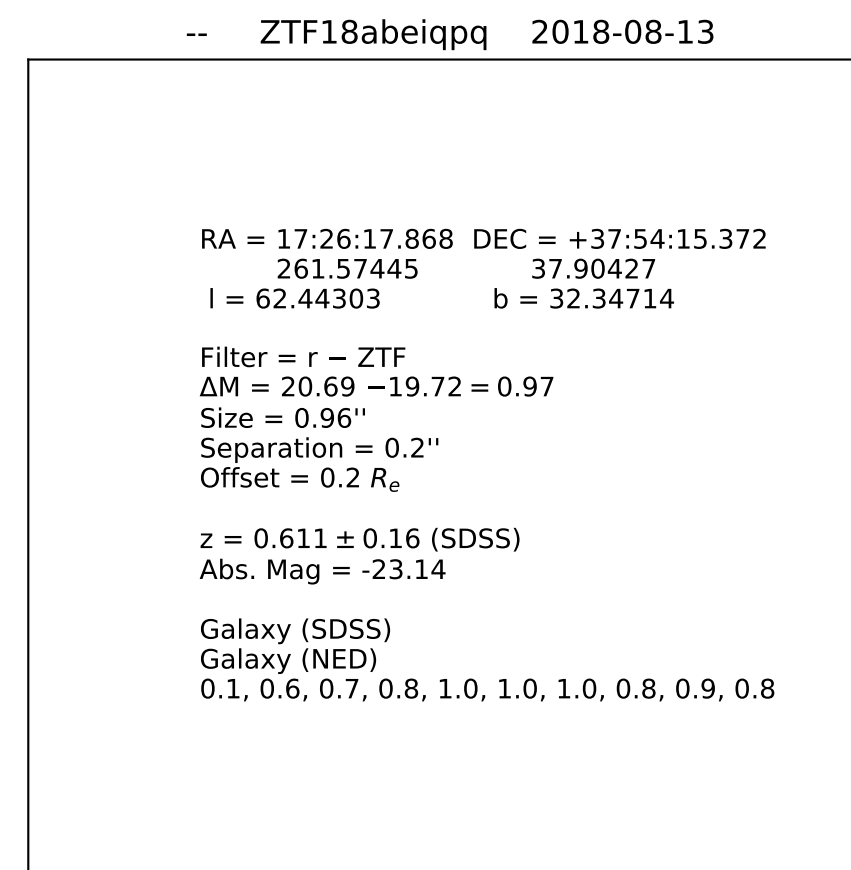 -- ZTF18abeiqpq 2018-08-13
RA = 17:26:17.868 DEC = +37:54:15.372
261.57445 37.90427
l = 62.44303 b = 32.34714
Filter = r − ZTF
ΔM = 20.69 −19.72 = 0.97
Size = 0.96''
Separation = 0.2''
Offset = 0.2 Rₑ
z = 0.611 ± 0.16 (SDSS)
Abs. Mag = -23.14
Galaxy (SDSS)
Galaxy (NED)
0.1, 0.6, 0.7, 0.8, 1.0, 1.0, 1.0, 0.8, 0.9, 0.8